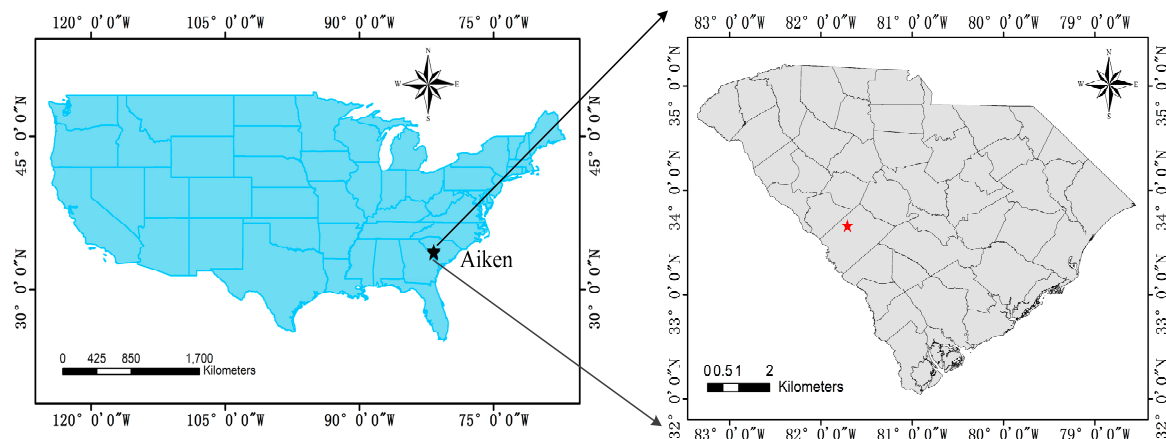 120° 0′0″W 105° 0′0″W 90° 0′0″W 75° 0′0″W
83° 0′0″W 82° 0′0″W 81° 0′0″W 80° 0′0″W 79° 0′0″W
N
W E
S
N
W E
S
45° 0′0″N
30° 0′0″N
45° 0′0″N
30° 0′0″N
35° 0′0″N
34° 0′0″N
33° 0′0″N
32° 0′0″N
35° 0′0″N
34° 0′0″N
33° 0′0″N
32° 0′0″N
Aiken
0 425 850 1,700
Kilometers
0 0.5 1 2
Kilometers
120° 0′0″W 105° 0′0″W 90° 0′0″W 75° 0′0″W
83° 0′0″W 82° 0′0″W 81° 0′0″W 80° 0′0″W 79° 0′0″W